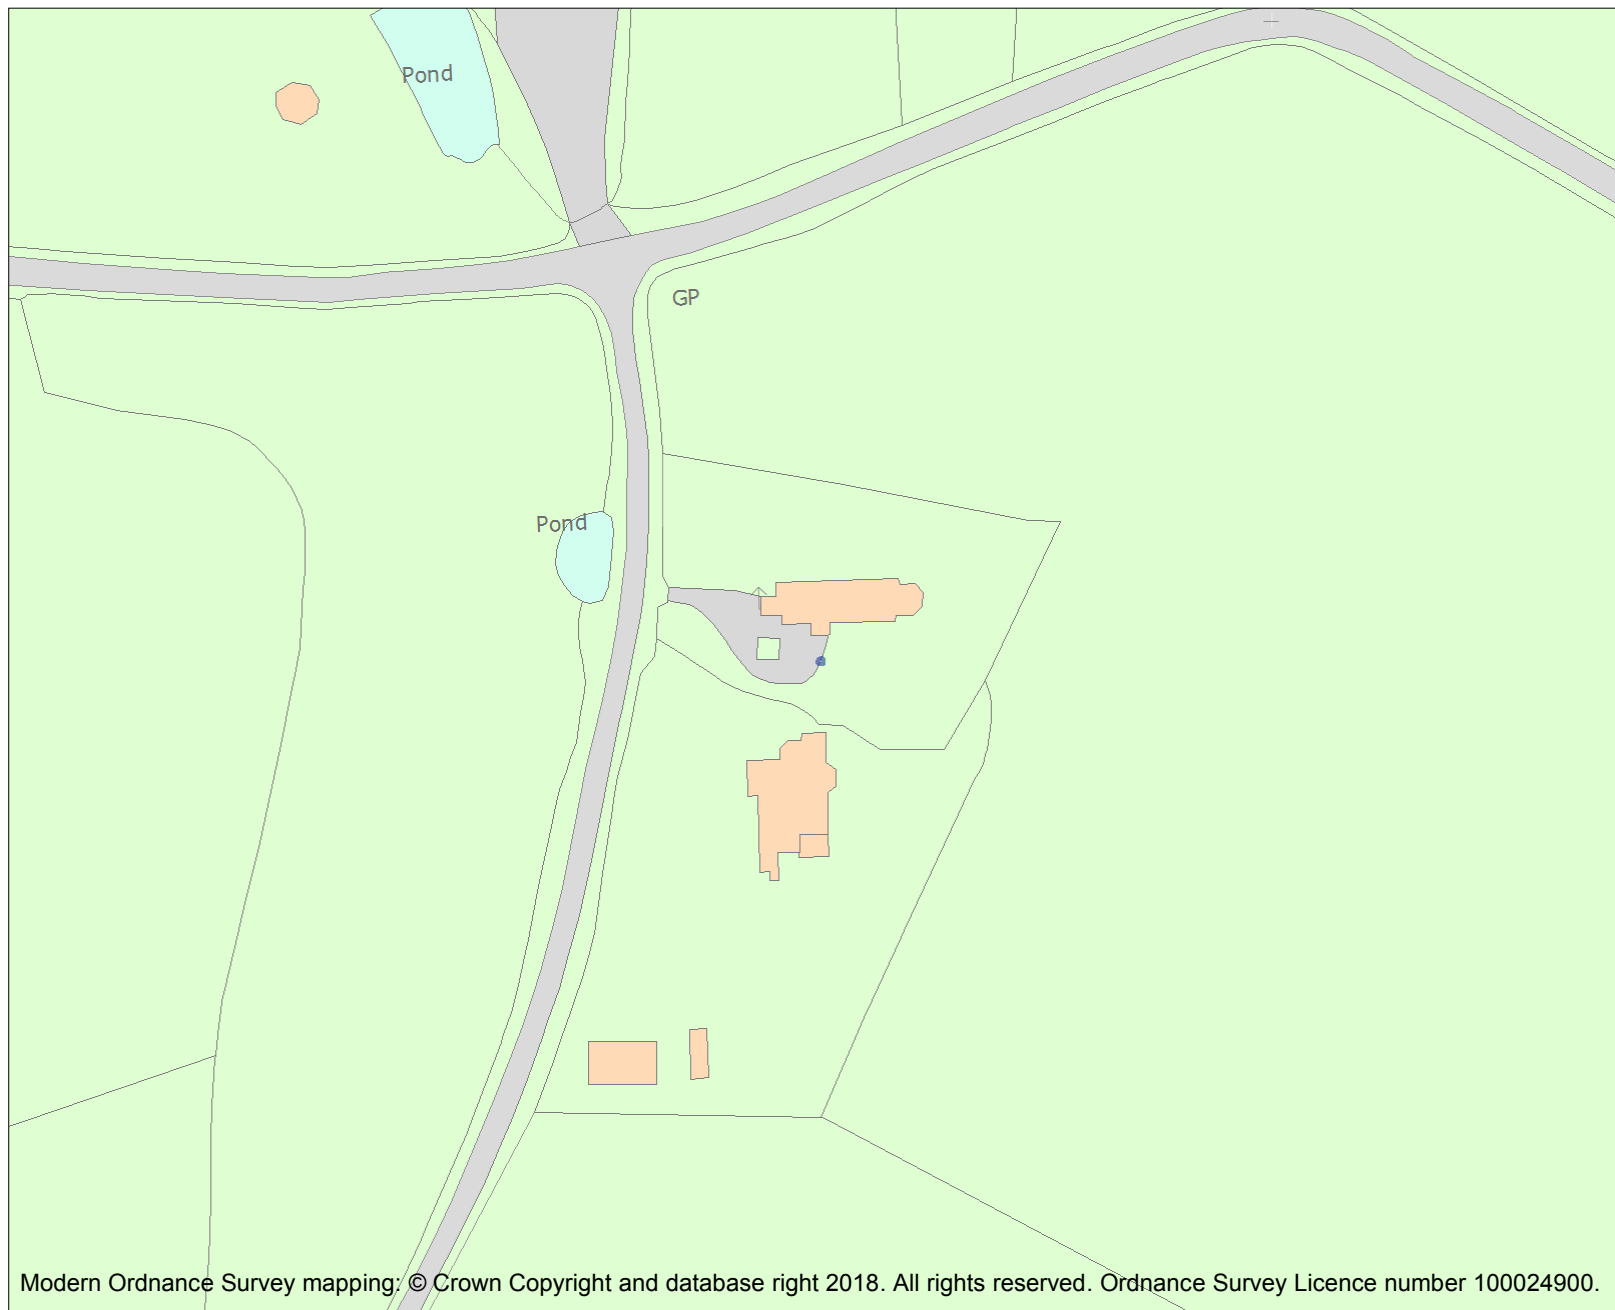 Pond
GP
Pond
Modern Ordnance Survey mapping: © Crown Copyright and database right 2018. All rights reserved. Ordnance Survey Licence number 100024900.